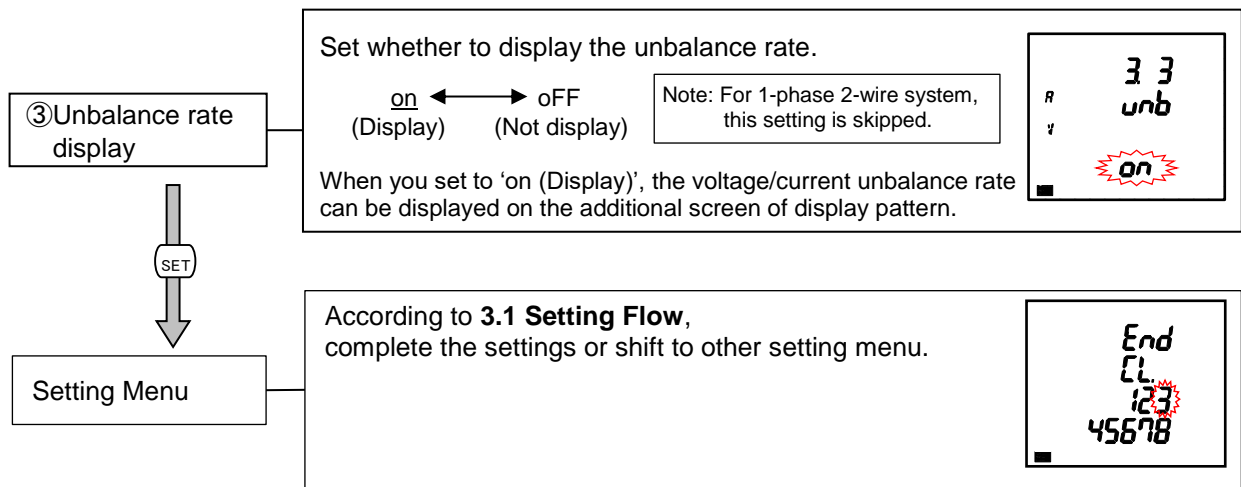 ③Unbalance rate
display
Set whether to display the unbalance rate.
on oFF
(Display) (Not display)
Note: For 1-phase 2-wire system,
this setting is skipped.
When you set to ‘on (Display)’, the voltage/current unbalance rate
can be displayed on the additional screen of display pattern.
3. 3
A
unb
V
on
SET
Setting Menu
According to 3.1 Setting Flow,
complete the settings or shift to other setting menu.
End
CL.
123
45678